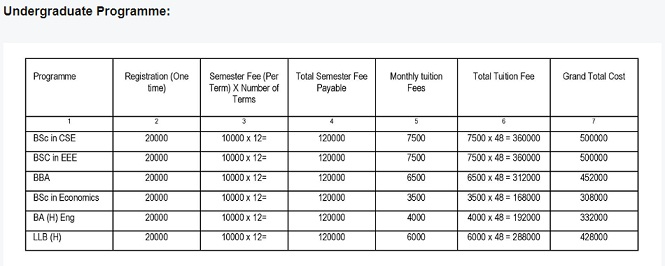 Undergraduate Programme:
Programme Registration (One time) Semester Fee (Per Term) X Number of Terms Total Semester Fee Payable Monthly tuition Fees Total Tuition Fee Grand Total Cost
1 2 3 4 5 6 7
BSc in CSE 20000 10000 x 12= 120000 7500 7500 x 48 = 360000 500000
BSC in EEE 20000 10000 x 12= 120000 7500 7500 x 48 = 360000 500000
BBA 20000 10000 x 12= 120000 6500 6500 x 48 = 312000 452000
BSc in Economics 20000 10000 x 12= 120000 3500 3500 x 48 = 168000 308000
BA (H) Eng 20000 10000 x 12= 120000 4000 4000 x 48 = 192000 332000
LLB (H) 20000 10000 x 12= 120000 6000 6000 x 48 = 288000 428000